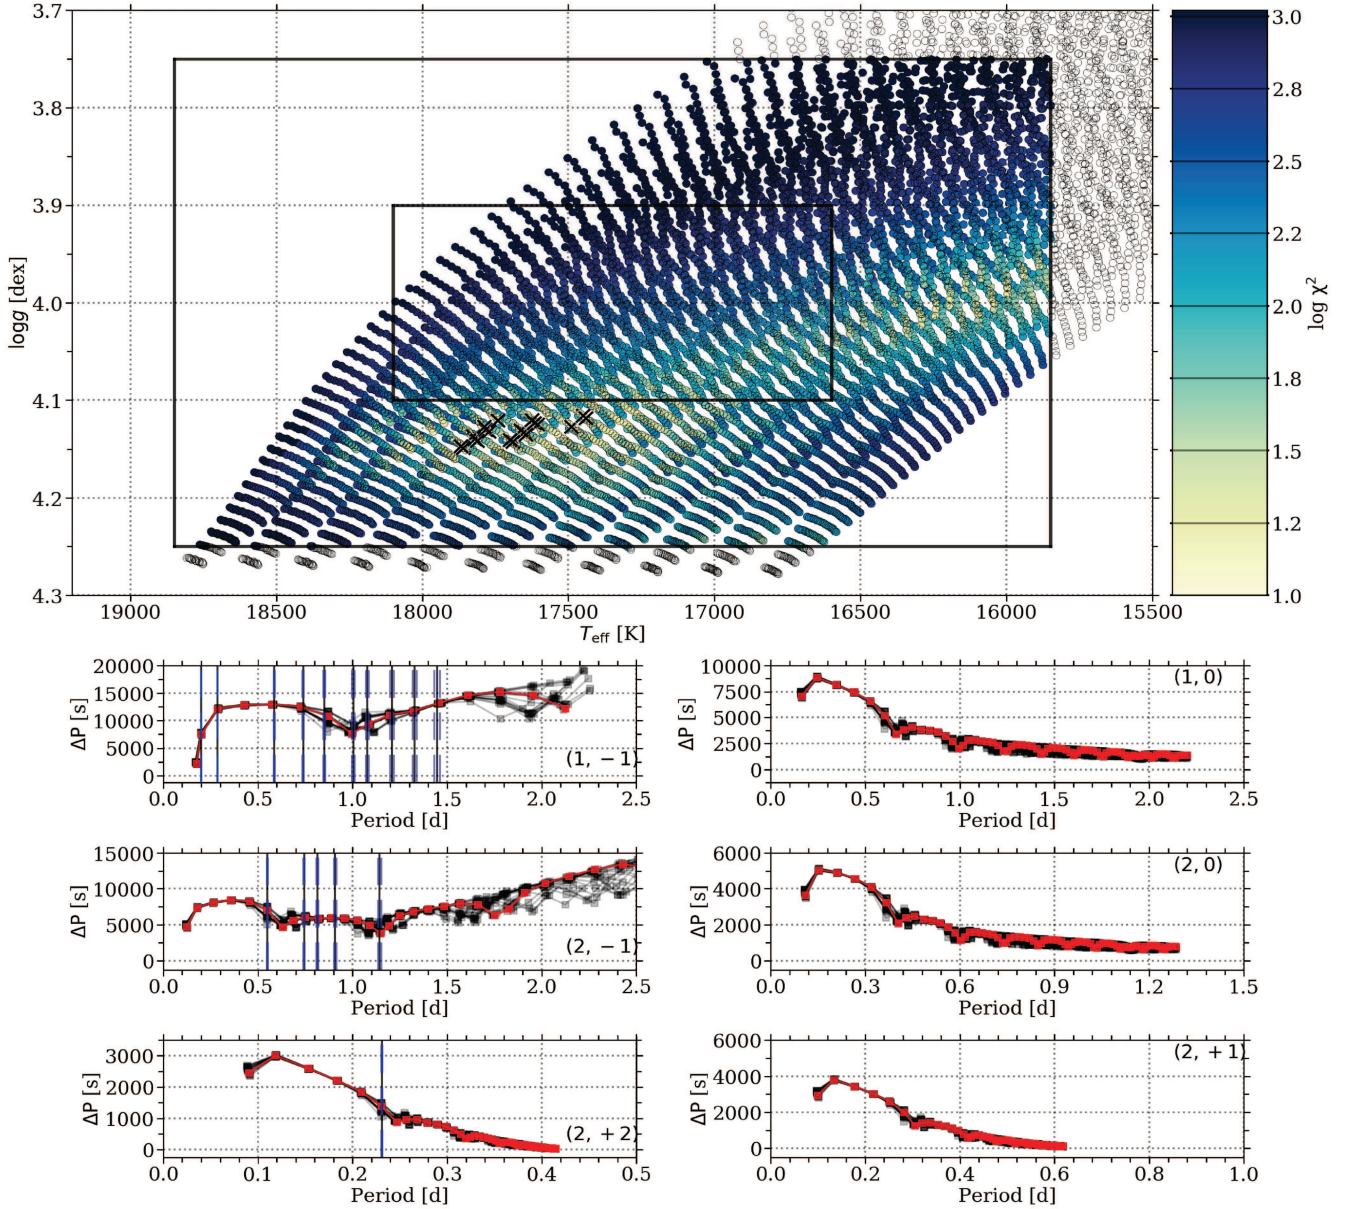 3.7
3.8
3.9
4.0
4.1
4.2
4.3
logg [dex]
19000 18500 18000 17500 17000 16500 16000 15500
T_eff [K]
3.0
2.8
2.5
2.2
2.0
1.8
1.5
1.2
1.0
log χ²
20000
15000
10000
5000
0
ΔP [s]
(1, −1)
0.0 0.5 1.0 1.5 2.0 2.5
Period [d]
10000
7500
5000
2500
0
ΔP [s]
(1, 0)
0.0 0.5 1.0 1.5 2.0 2.5
Period [d]
15000
10000
5000
0
ΔP [s]
(2, −1)
0.0 0.5 1.0 1.5 2.0 2.5
Period [d]
6000
4000
2000
0
ΔP [s]
(2, 0)
0.0 0.2 0.5 0.8 1.0 1.2 1.5
Period [d]
3000
2000
1000
0
ΔP [s]
(2, +2)
0.0 0.1 0.2 0.3 0.4 0.5
Period [d]
6000
4000
2000
0
ΔP [s]
(2, +1)
0.0 0.2 0.4 0.6 0.8 1.0
Period [d]